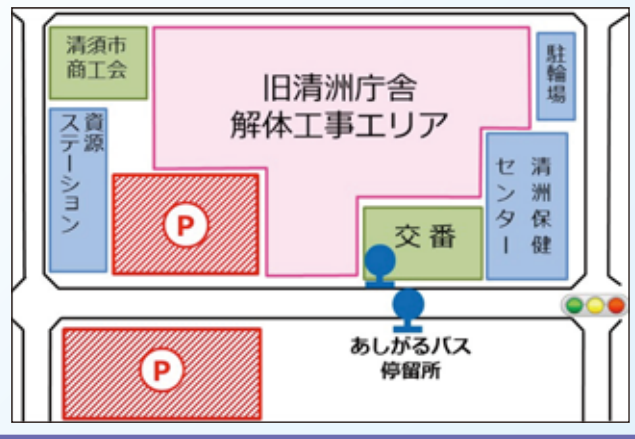 清須市
商工会
旧清洲庁舎
解体工事エリア
駐輪場
資源
ステーション
P
交番
清洲保健
センター
あしがるバス
停留所
P